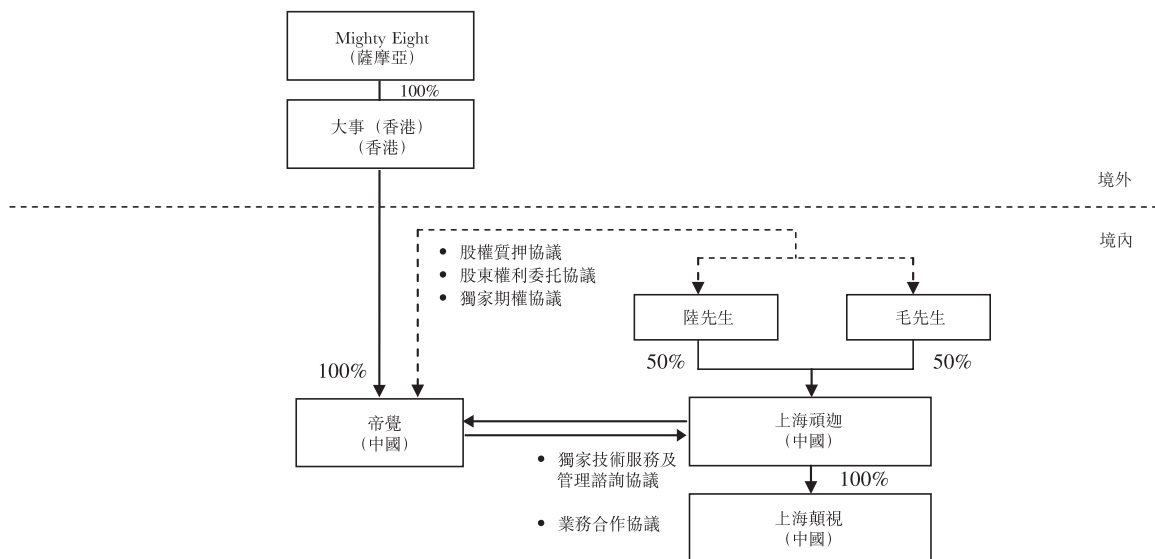 Mighty Eight
(薩摩亞)
100%
大事(香港)
(香港)
境外
境內
• 股權質押協議
• 股東權利委托協議
• 獨家期權協議
陸先生
毛先生
50%
50%
100%
帝覺
(中國)
上海頑迦
(中國)
• 獨家技術服務及
管理諮詢協議
100%
• 業務合作協議
上海顛視
(中國)